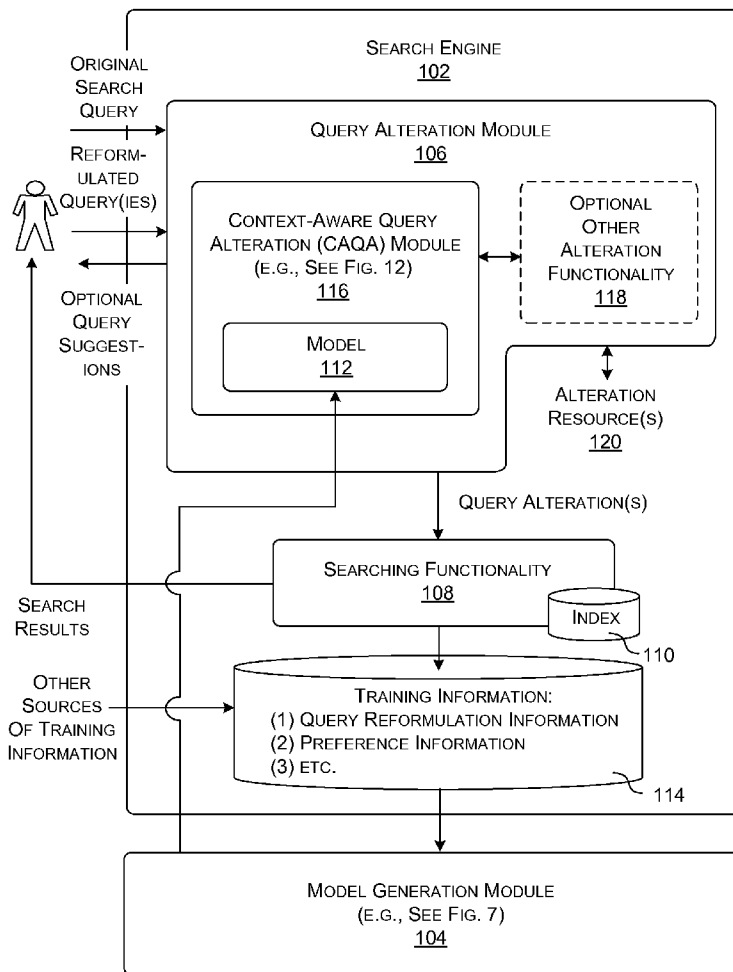 SEARCH ENGINE
102
ORIGINAL
SEARCH
QUERY
REFORM-
ULATED
QUERY(IES)
OPTIONAL
QUERY
SUGGEST-
IONS
QUERY ALTERATION MODULE
106
CONTEXT-AWARE QUERY
ALTERATION (CAQA) MODULE
(E.G., SEE FIG. 12)
116
MODEL
112
OPTIONAL
OTHER
ALTERATION
FUNCTIONALITY
118
ALTERATION
RESOURCE(S)
120
QUERY ALTERATION(S)
SEARCHING FUNCTIONALITY
108
INDEX
110
SEARCH
RESULTS
OTHER
SOURCES
OF TRAINING
INFORMATION
TRAINING INFORMATION:
(1) QUERY REFORMULATION INFORMATION
(2) PREFERENCE INFORMATION
(3) ETC.
114
MODEL GENERATION MODULE
(E.G., SEE FIG. 7)
104